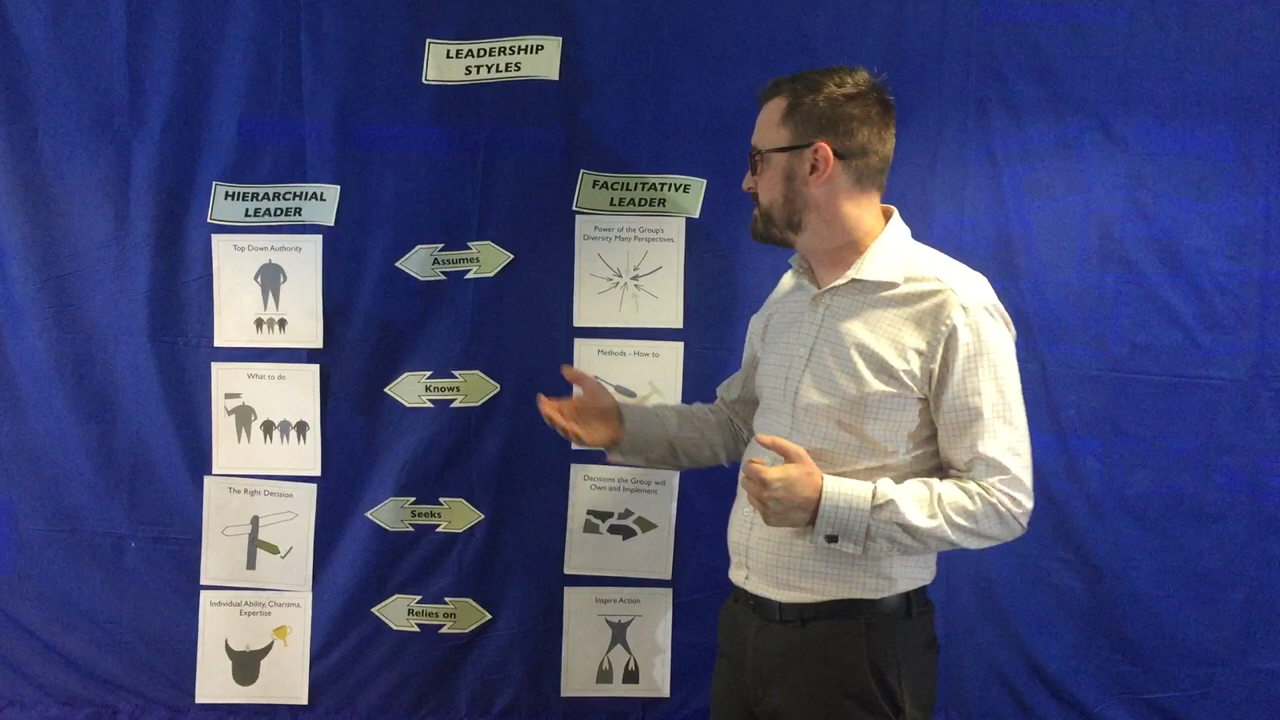 LEADERSHIP
STYLES
HIERARCHIAL
LEADER
FACILITATIVE
LEADER
Top Down Authority
Assumes
Power of the Group's
Diversity. Many Perspectives.
What to do
Knows
Methods - How to
The Right Decision
Seeks
Decisions the Group will
Own and Implement
Individual Ability, Charisma,
Expertise
Relies on
Inspire Action